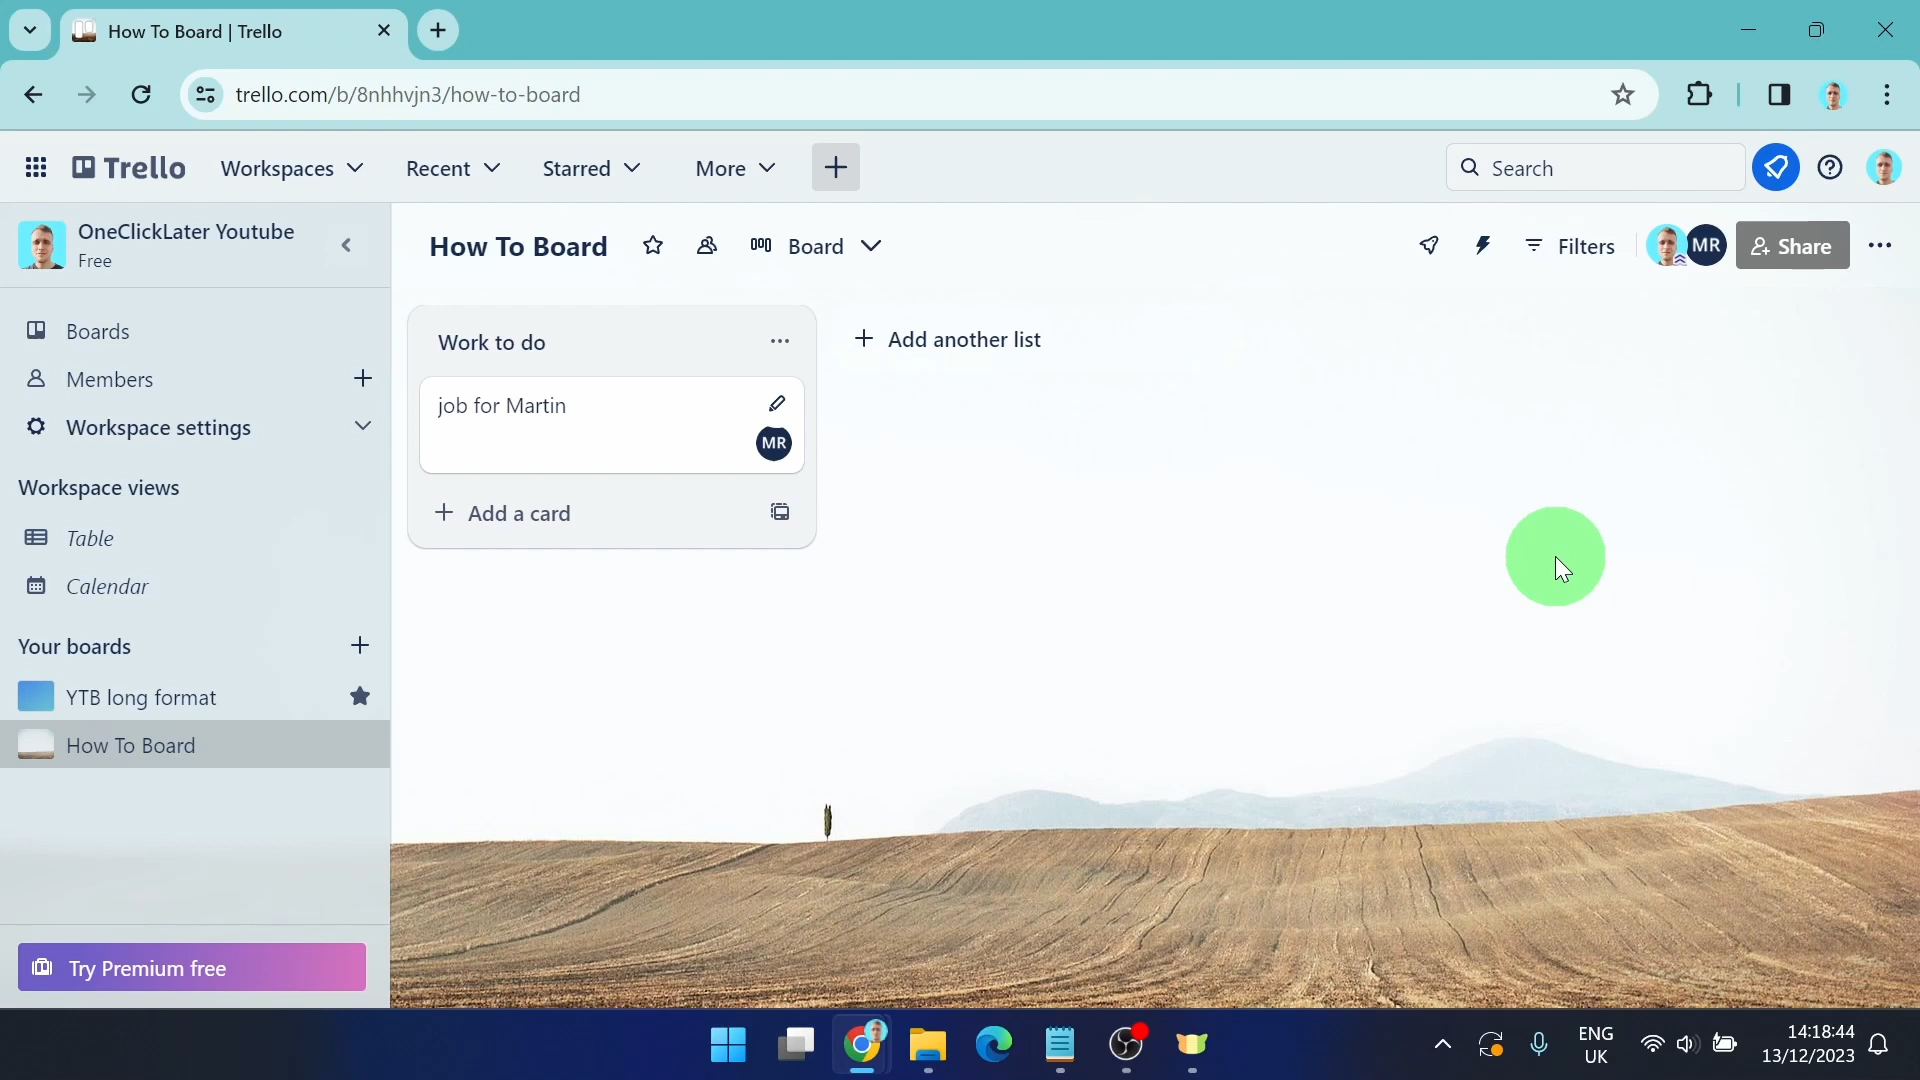 How To Board | Trello
trello.com/b/8nhhvjn3/how-to-board
Trello
Workspaces
Recent
Starred
More
Search
OneClickLater Youtube
Free
How To Board
Board
Filters
MR
Share
Boards
Members
Workspace settings
Workspace views
Table
Calendar
Your boards
YTB long format
How To Board
Try Premium free
Work to do
job for Martin
MR
Add a card
Add another list
ENG
UK
14:18:44
13/12/2023